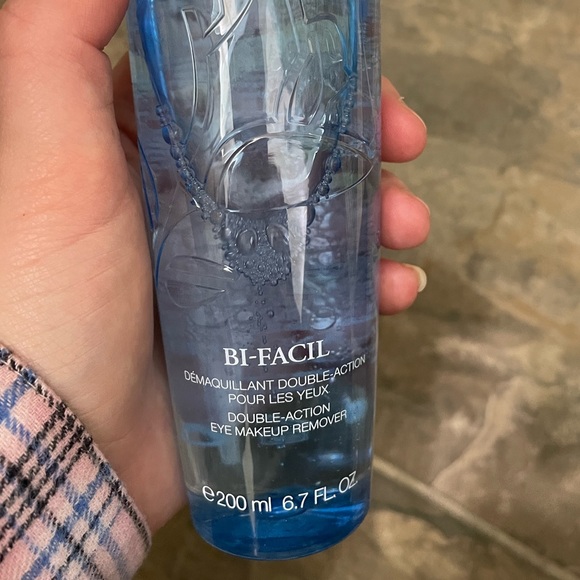 BI-FACIL
DÉMAQUILLANT DOUBLE-ACTION
POUR LES YEUX
DOUBLE-ACTION
EYE MAKEUP REMOVER
℮200 ml 6.7 FL. OZ.